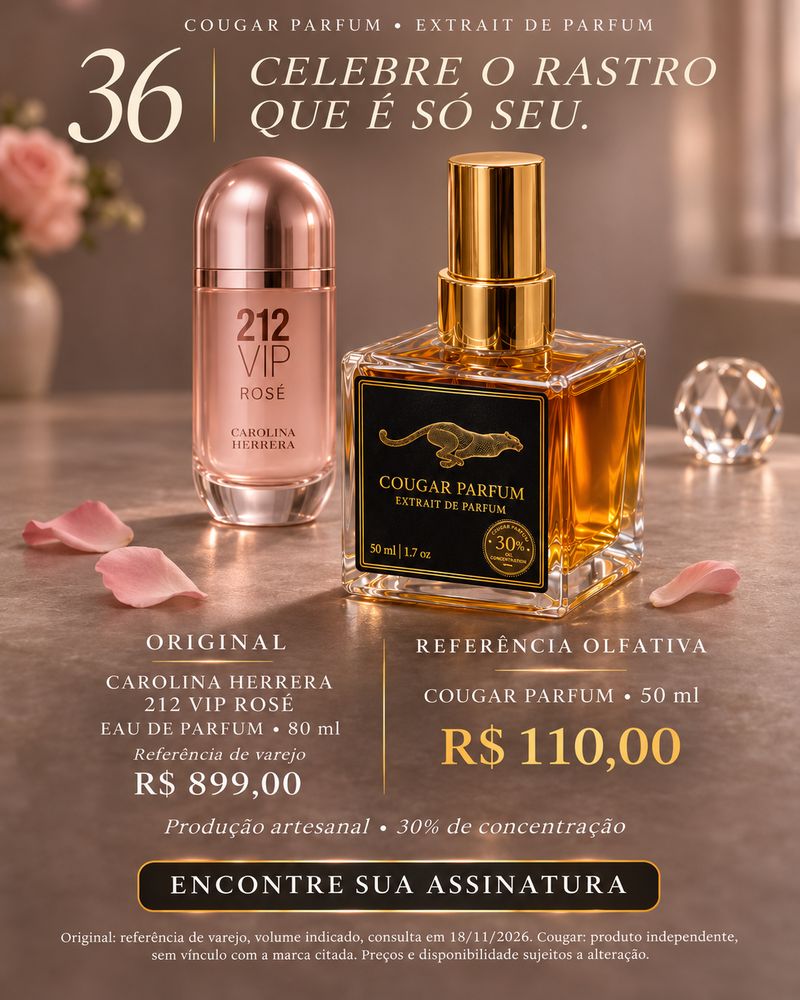 COUGAR PARFUM • EXTRAIT DE PARFUM
36
CELEBRE O RASTRO
QUE É SÓ SEU.
212
VIP
ROSÉ
CAROLINA
HERRERA
COUGAR PARFUM
EXTRAIT DE PARFUM
50 ml | 1.7 oz
COUGAR PARFUM
30%
OIL
CONCENTRATION
ORIGINAL
CAROLINA HERRERA
212 VIP ROSÉ
EAU DE PARFUM • 80 ml
Referência de varejo
R$ 899,00
REFERÊNCIA OLFATIVA
COUGAR PARFUM • 50 ml
R$ 110,00
Produção artesanal • 30% de concentração
ENCONTRE SUA ASSINATURA
Original: referência de varejo, volume indicado, consulta em 18/11/2026. Cougar: produto independente,
sem vínculo com a marca citada. Preços e disponibilidade sujeitos a alteração.